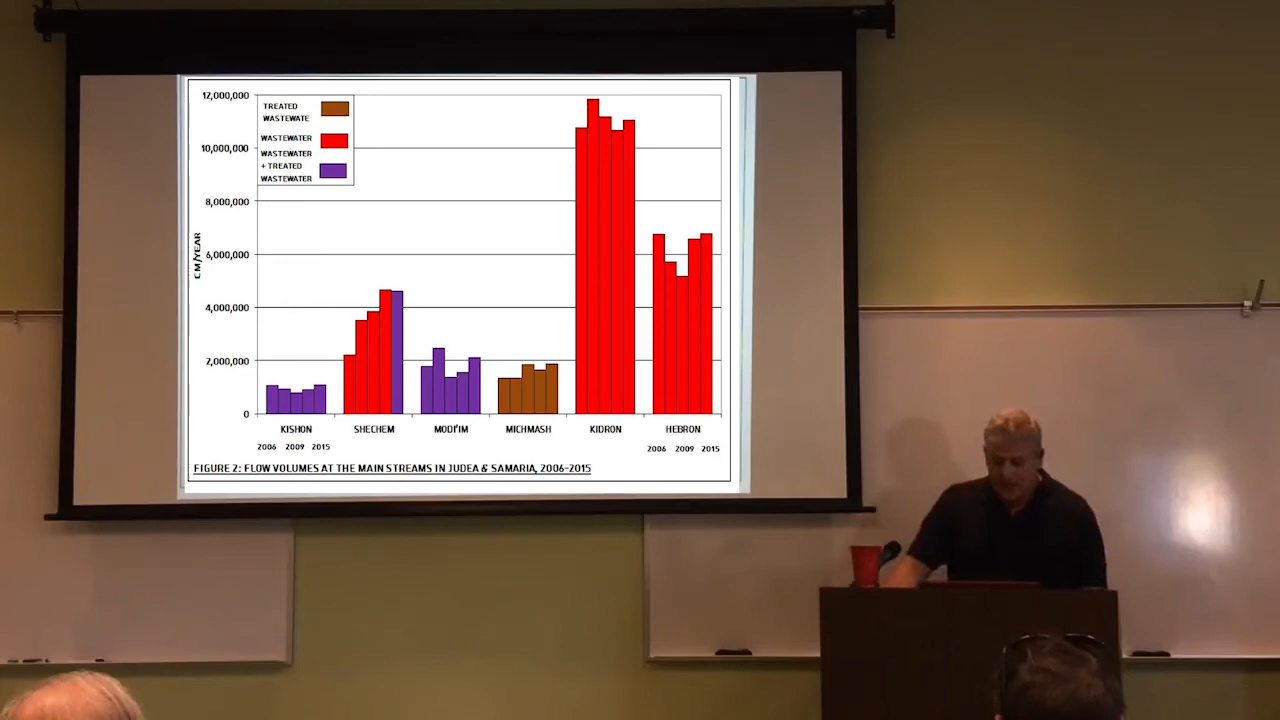 12,000,000
10,000,000
8,000,000
6,000,000
4,000,000
2,000,000
0
CM/YEAR
TREATED
WASTEWATE
WASTEWATER
WASTEWATER
+ TREATED
WASTEWATER
KISHON SHECHEM MODI'IM MICHMASH KIDRON HEBRON
2006 2009 2015 2006 2009 2015
FIGURE 2: FLOW VOLUMES AT THE MAIN STREAMS IN JUDEA & SAMARIA, 2006-2015